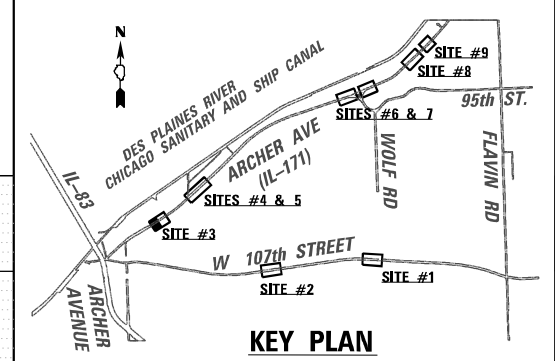 N
SITE #9
SITE #8
95th ST.
DES PLAINES RIVER
CHICAGO SANITARY AND SHIP CANAL
SITES #6 & 7
ARCHER AVE
(IL-171)
WOLF RD
FLAVIN RD
IL-83
SITES #4 & 5
SITE #3
W 107th STREET
SITE #1
SITE #2
ARCHER
AVENUE
KEY PLAN